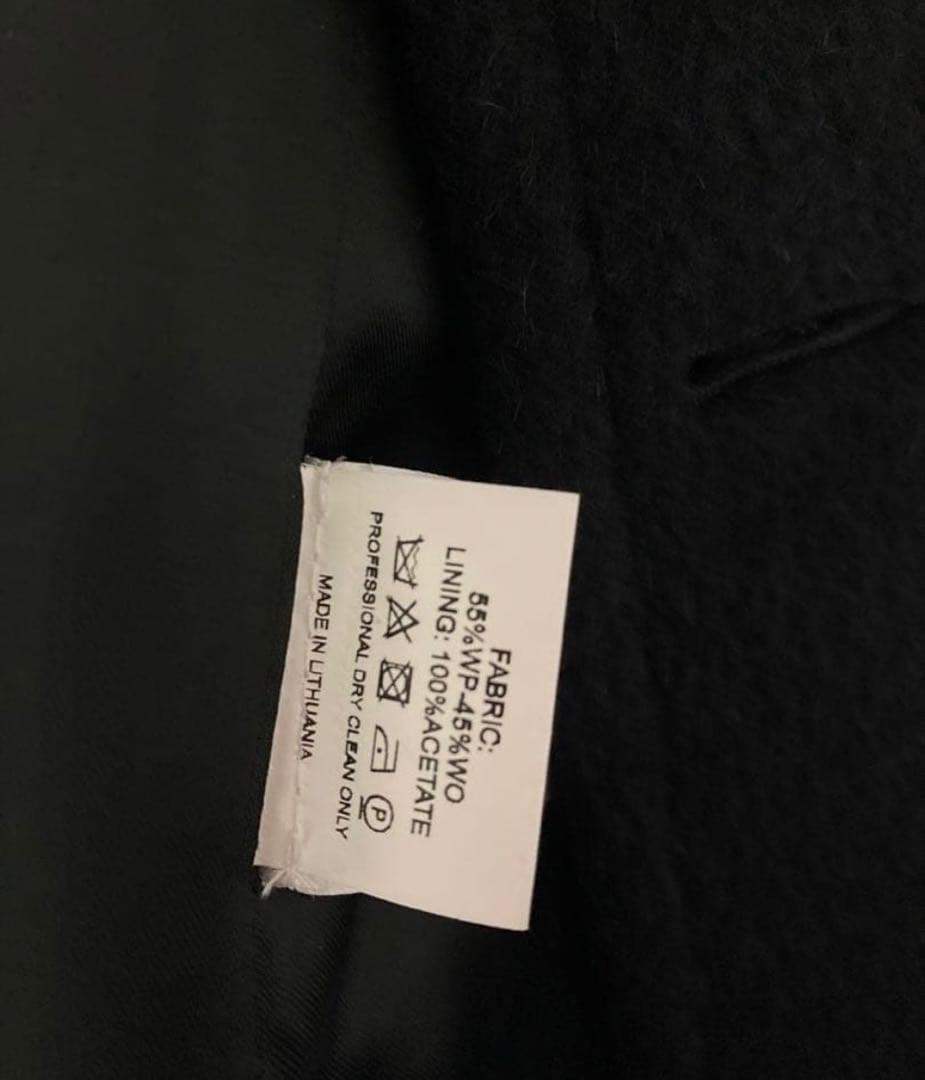 FABRIC:
55%WP-45%WO
LINING: 100%ACETATE
P
PROFESSIONAL DRY CLEAN ONLY
MADE IN LITHUANIA